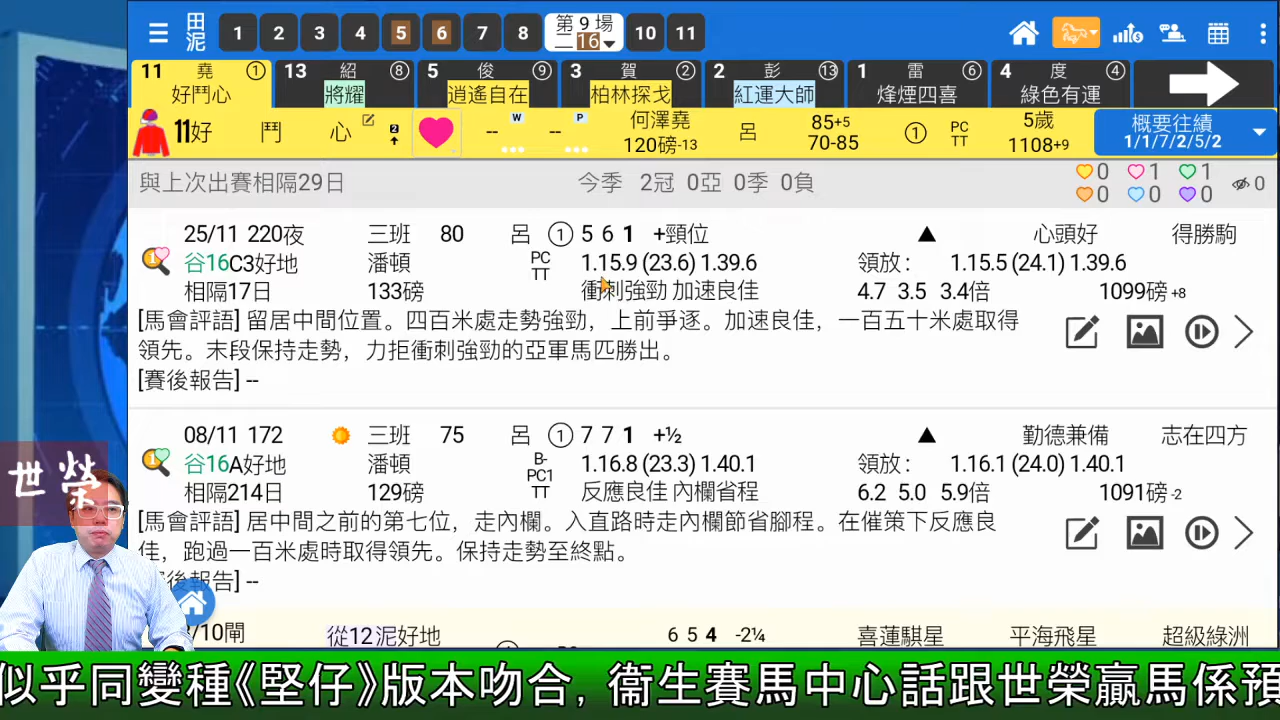 田泥 1 2 3 4 5 6 7 8 第9場 二16 10 11
11 堯 ① 好鬥心
13 紹 ⑧ 將耀
5 俊 ⑨ 逍遙自在
3 賀 ② 柏林探戈
2 彭 ⑬ 紅運大師
1 雷 ⑥ 烽煙四喜
4 度 ④ 綠色有運
11好 鬥 心 2 -- W -- P 何澤堯 呂 85+5 ① PC 5歲 概要往績
120磅-13 70-85 TT 1108+9 1/1/7/2/5/2
與上次出賽相隔29日 今季 2冠 0亞 0季 0負 0 1 1 0 0 0 0
25/11 220夜 三班 80 呂 ① 5 6 1 +頸位 ▲ 心頭好 得勝駒
谷16C3好地 潘頓 PC TT 1.15.9 (23.6) 1.39.6 領放: 1.15.5 (24.1) 1.39.6
相隔17日 133磅 衝刺強勁 加速良佳 4.7 3.5 3.4倍 1099磅 +8
[馬會評語] 留居中間位置。四百米處走勢強勁，上前爭逐。加速良佳，一百五十米處取得
領先。末段保持走勢，力拒衝刺強勁的亞軍馬匹勝出。
[賽後報告] --
08/11 172 三班 75 呂 ① 7 7 1 +½ ▲ 勤德兼備 志在四方
谷16A好地 潘頓 B- PC1 TT 1.16.8 (23.3) 1.40.1 領放: 1.16.1 (24.0) 1.40.1
相隔214日 129磅 反應良佳 內欄省程 6.2 5.0 5.9倍 1091磅 -2
[馬會評語] 居中間之前的第七位，走內欄。入直路時走內欄節省腳程。在催策下反應良
佳，跑過一百米處時取得領先。保持走勢至終點。
後報告] --
/10閘 從12泥好地 6 5 4 -2¼ 喜蓮騏星 平海飛星 超級綠洲
世榮
似乎同變種《堅仔》版本吻合, 衞生賽馬中心話跟世榮贏馬係預